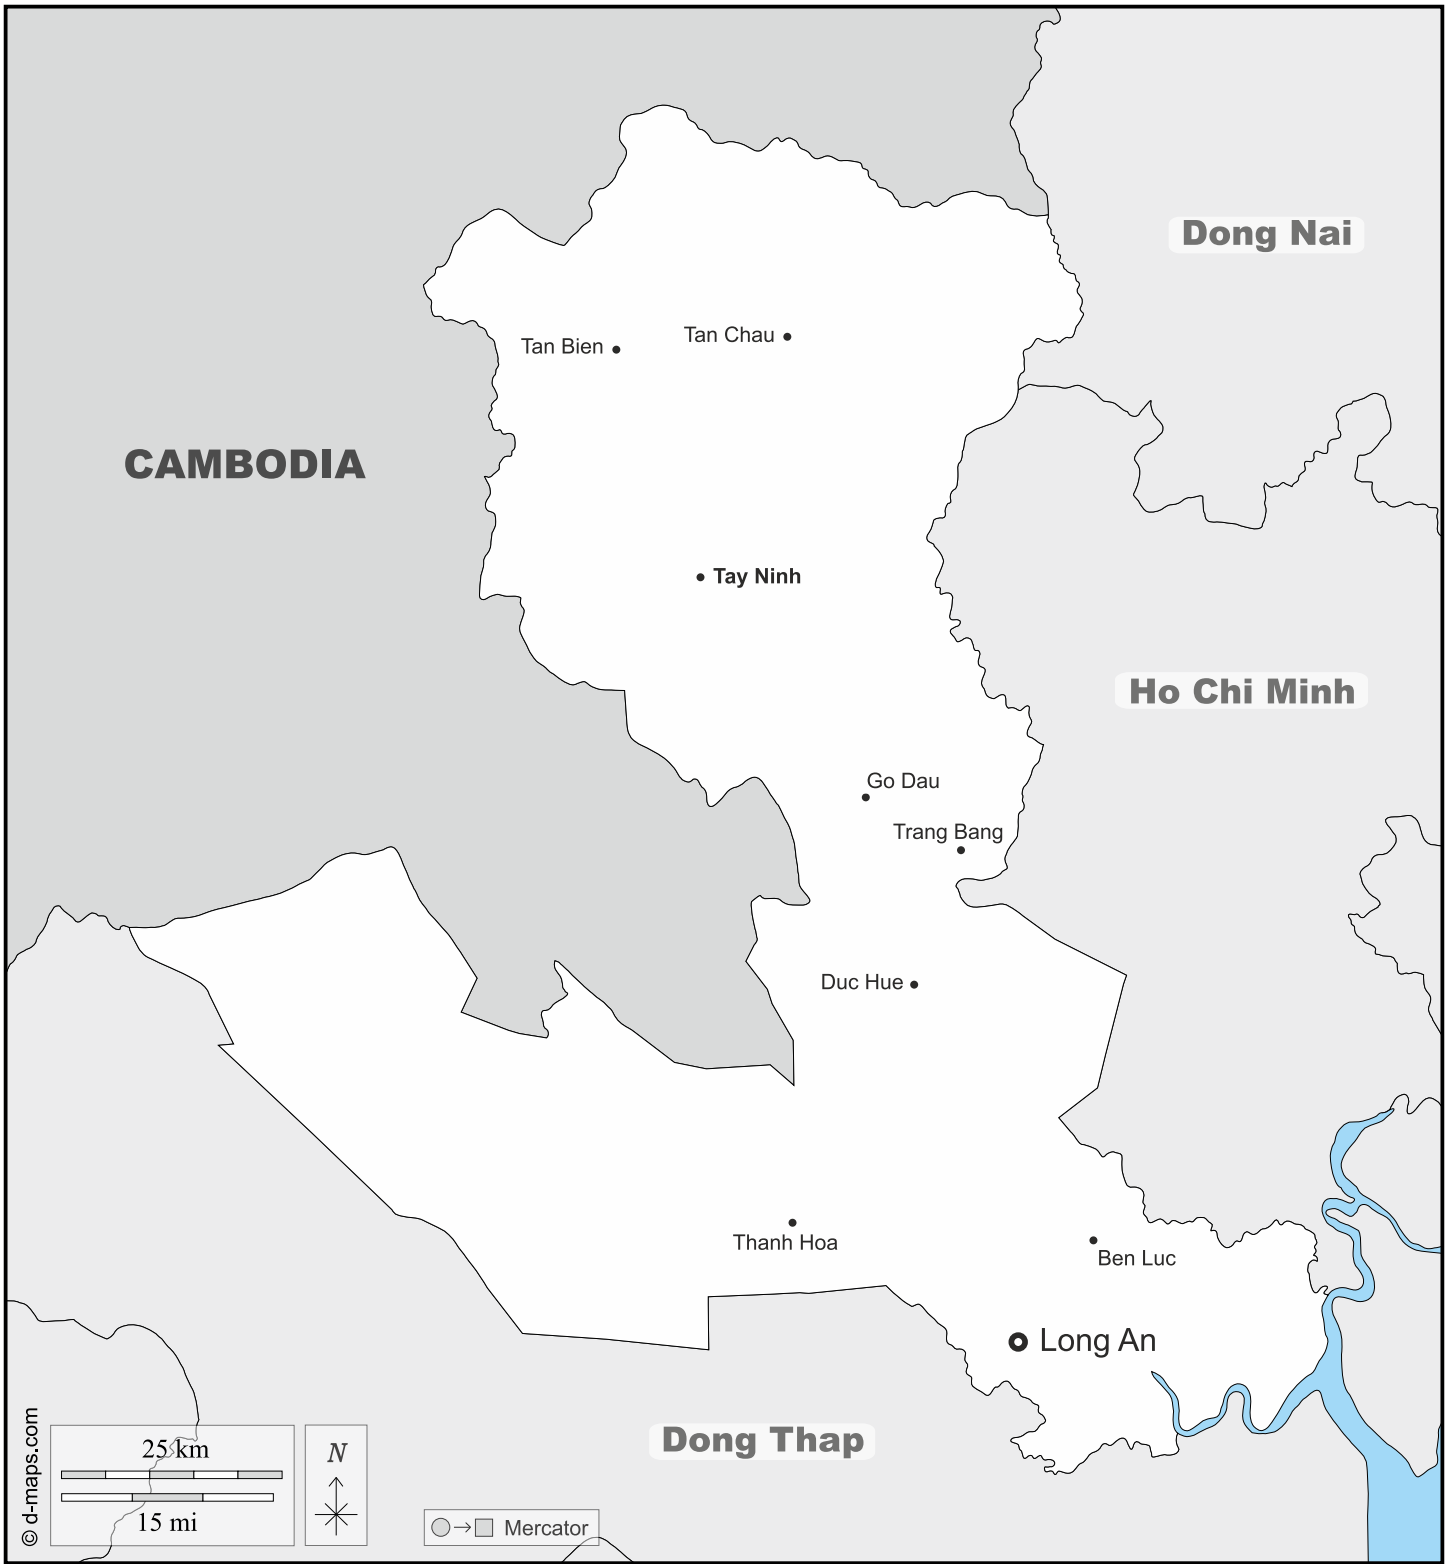 Dong Nai
Tan Chau
Tan Bien
CAMBODIA
Tay Ninh
Ho Chi Minh
Go Dau
Trang Bang
Duc Hue
Thanh Hoa
Ben Luc
Long An
Dong Thap
© d-maps.com
25 km
15 mi
N
Mercator